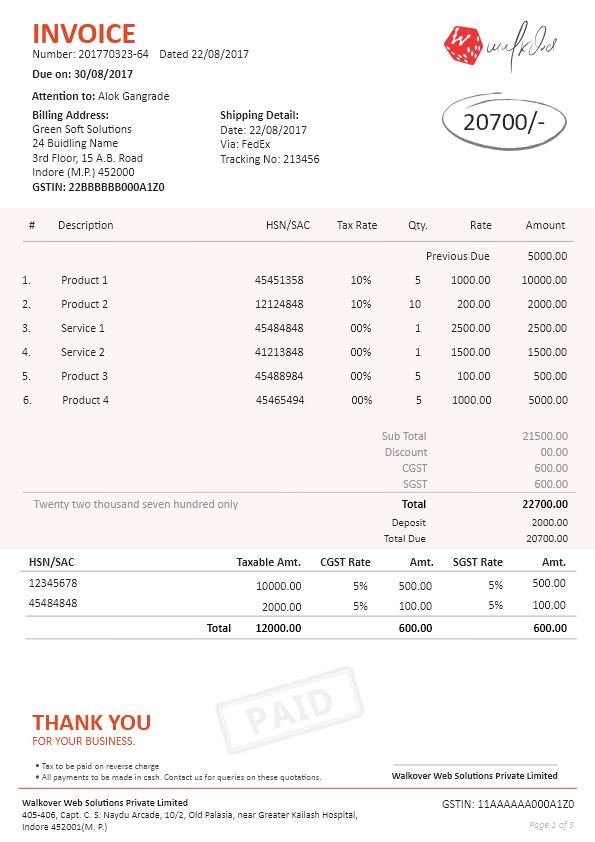 INVOICE
Number: 201770323-64 Dated 22/08/2017
Due on: 30/08/2017
Attention to: Alok Gangrade
W walkover
20700/-
Billing Address:
Green Soft Solutions
24 Buidling Name
3rd Floor, 15 A.B. Road
Indore (M.P.) 452000
GSTIN: 22BBBBBB000A1Z0
Shipping Detail:
Date: 22/08/2017
Via: FedEx
Tracking No: 213456
# Description HSN/SAC Tax Rate Qty. Rate Amount
Previous Due 5000.00
1. Product 1 45451358 10% 5 1000.00 10000.00
2. Product 2 12124848 10% 10 200.00 2000.00
3. Service 1 45484848 00% 1 2500.00 2500.00
4. Service 2 41213848 00% 1 1500.00 1500.00
5. Product 3 45488984 00% 5 100.00 500.00
6. Product 4 45465494 00% 5 1000.00 5000.00
Sub Total 21500.00
Discount 00.00
CGST 600.00
SGST 600.00
Twenty two thousand seven hundred only Total 22700.00
Deposit 2000.00
Total Due 20700.00
HSN/SAC Taxable Amt. CGST Rate Amt. SGST Rate Amt.
12345678 10000.00 5% 500.00 5% 500.00
45484848 2000.00 5% 100.00 5% 100.00
Total 12000.00 600.00 600.00
PAID
THANK YOU
FOR YOUR BUSINESS.
• Tax to be paid on reverse charge
• All payments to be made in cash. Contact us for queries on these quotations.
Walkover Web Solutions Private Limited
Walkover Web Solutions Private Limited
405-406, Capt. C. S. Naydu Arcade, 10/2, Old Palasia, near Greater Kailash Hospital,
Indore 452001(M. P.)
GSTIN: 11AAAAAA000A1Z0
Page 1 of 3